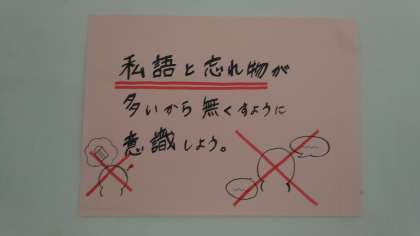 私語と忘れ物が
多いから無くすように
意識しよう。